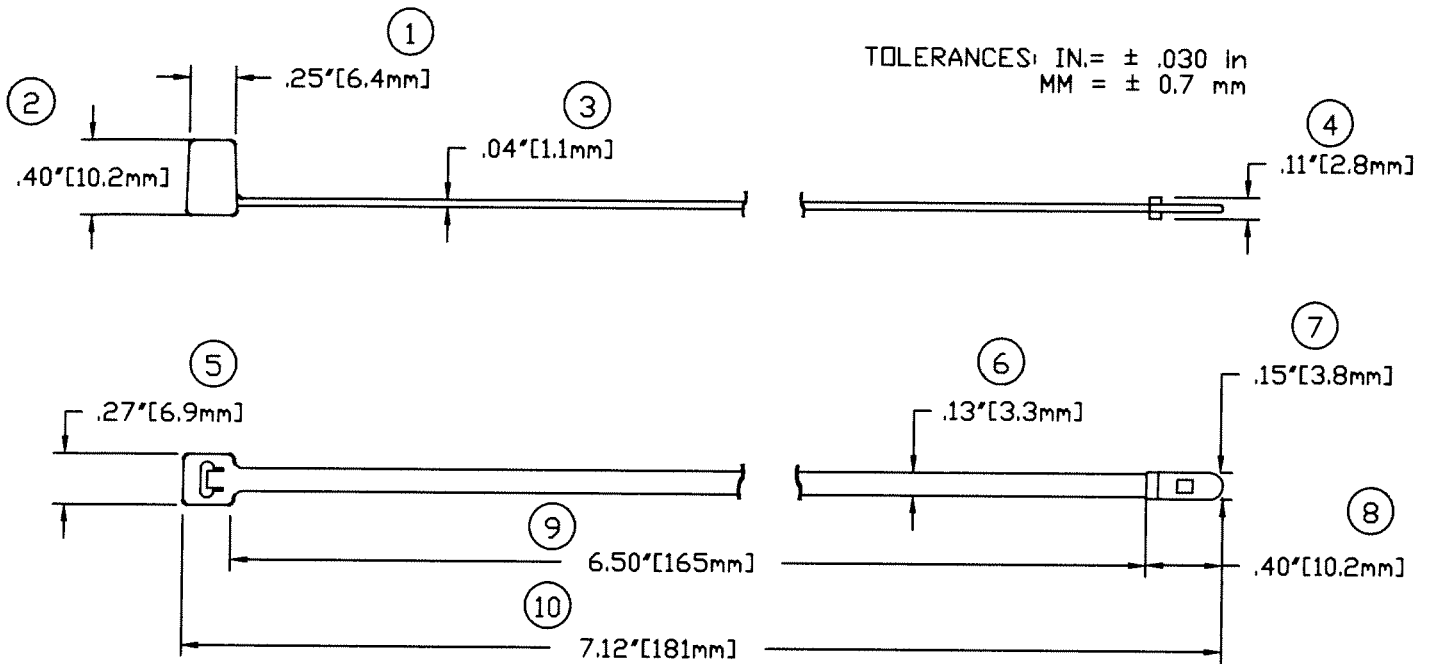 1
.25"[6.4mm]
TOLERANCES: IN.= ± .030 in
MM = ± 0.7 mm
2
3
.04"[1.1mm]
4
.11"[2.8mm]
.40"[10.2mm]
5
.27"[6.9mm]
6
.13"[3.3mm]
7
.15"[3.8mm]
8
.40"[10.2mm]
9
6.50"[165mm]
10
7.12"[181mm]